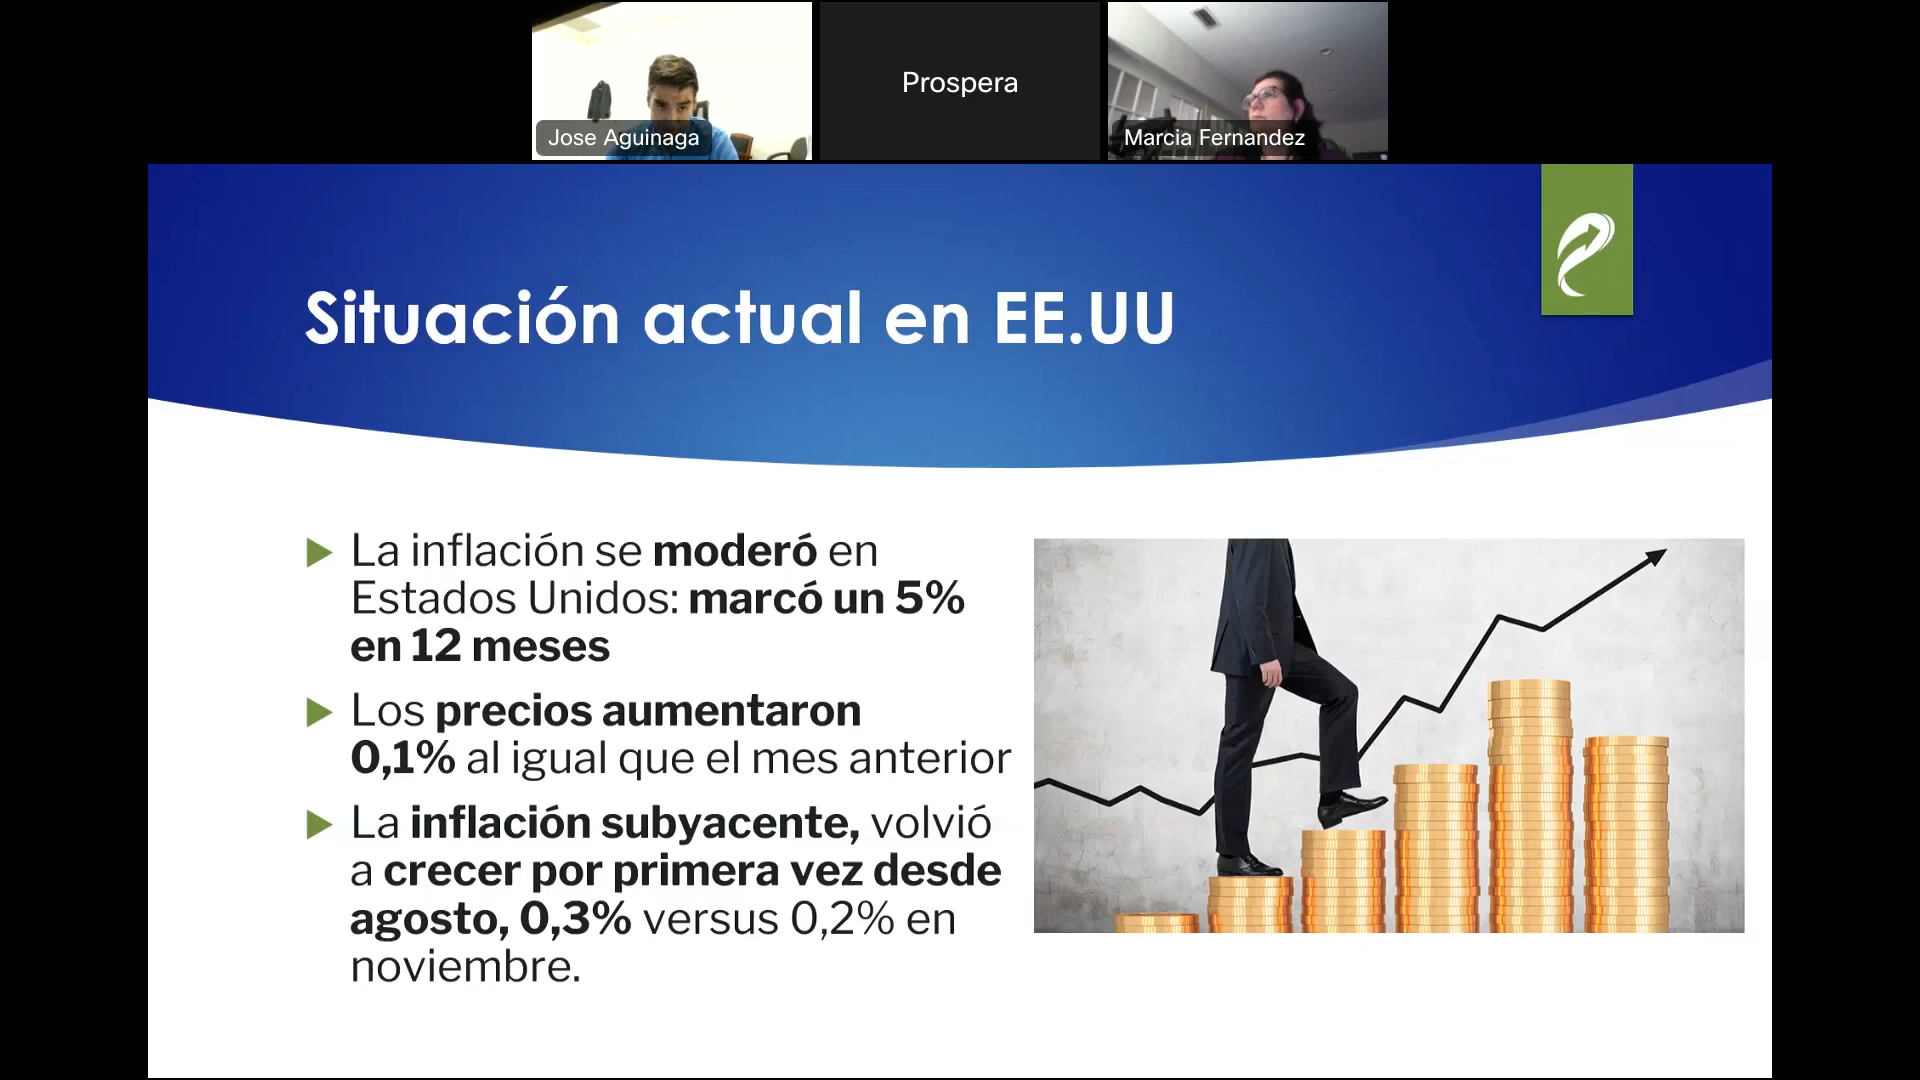 Jose Aguinaga
Prospera
Marcia Fernandez
Situación actual en EE.UU
La inflación se moderó en
Estados Unidos: marcó un 5%
en 12 meses
Los precios aumentaron
0,1% al igual que el mes anterior
La inflación subyacente, volvió
a crecer por primera vez desde
agosto, 0,3% versus 0,2% en
noviembre.